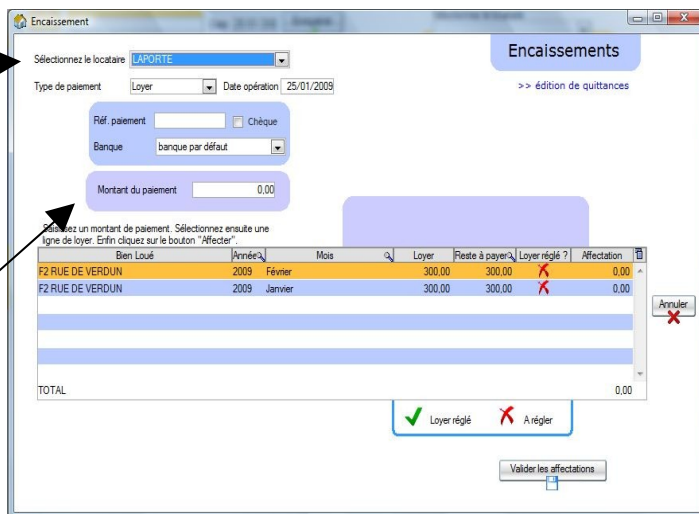 Encaissement
Encaissements
Sélectionnez le locataire LAPORTE
>> édition de quittances
Type de paiement Loyer Date opération 25/01/2009
Réf. paiement Chèque
Banque banque par défaut
Montant du paiement 0,00
Saisissez un montant de paiement. Sélectionnez ensuite une
ligne de loyer. Enfin cliquez sur le bouton "Affecter".
Bien Loué Année Mois Loyer Reste à payer Loyer réglé ? Affectation
F2 RUE DE VERDUN 2009 Février 300,00 300,00 0,00
F2 RUE DE VERDUN 2009 Janvier 300,00 300,00 0,00
Annuler
TOTAL 0,00
Loyer réglé A régler
Valider les affectations